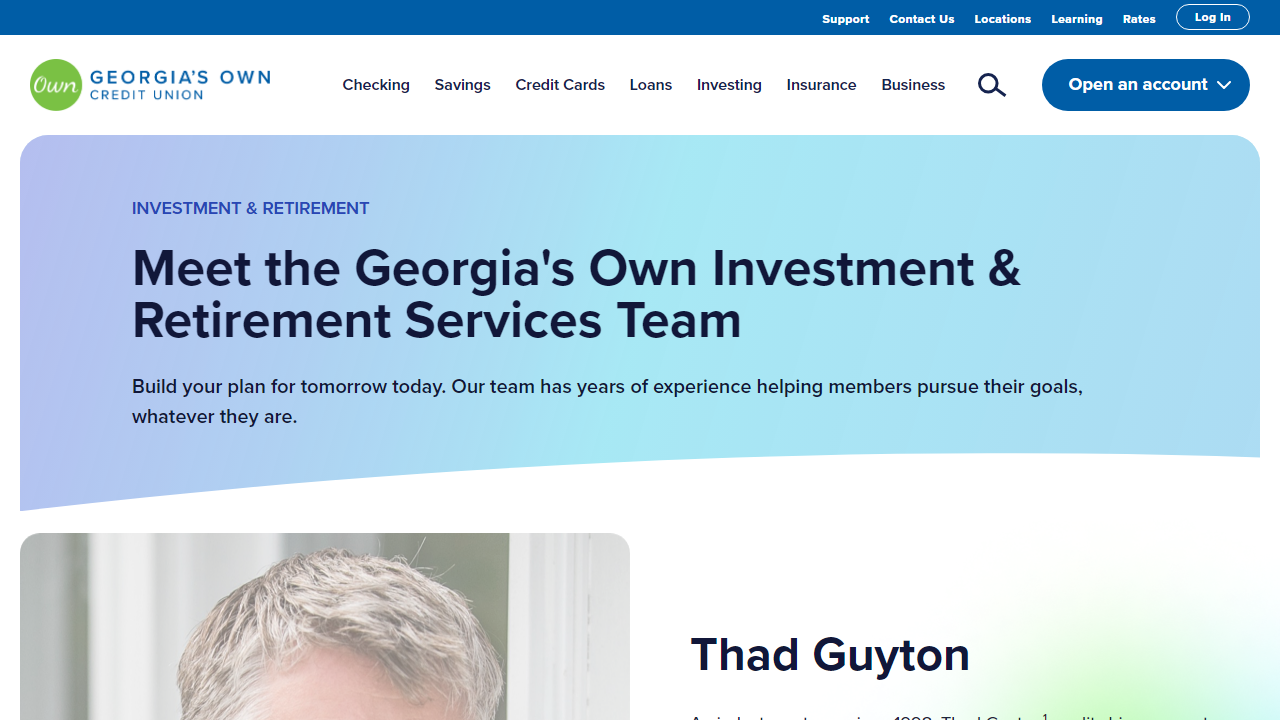 Support Contact Us Locations Learning Rates Log In
Own GEORGIA'S OWN
CREDIT UNION
Checking Savings Credit Cards Loans Investing Insurance Business Open an account
INVESTMENT & RETIREMENT
Meet the Georgia's Own Investment &
Retirement Services Team
Build your plan for tomorrow today. Our team has years of experience helping members pursue their goals,
whatever they are.
Thad Guyton